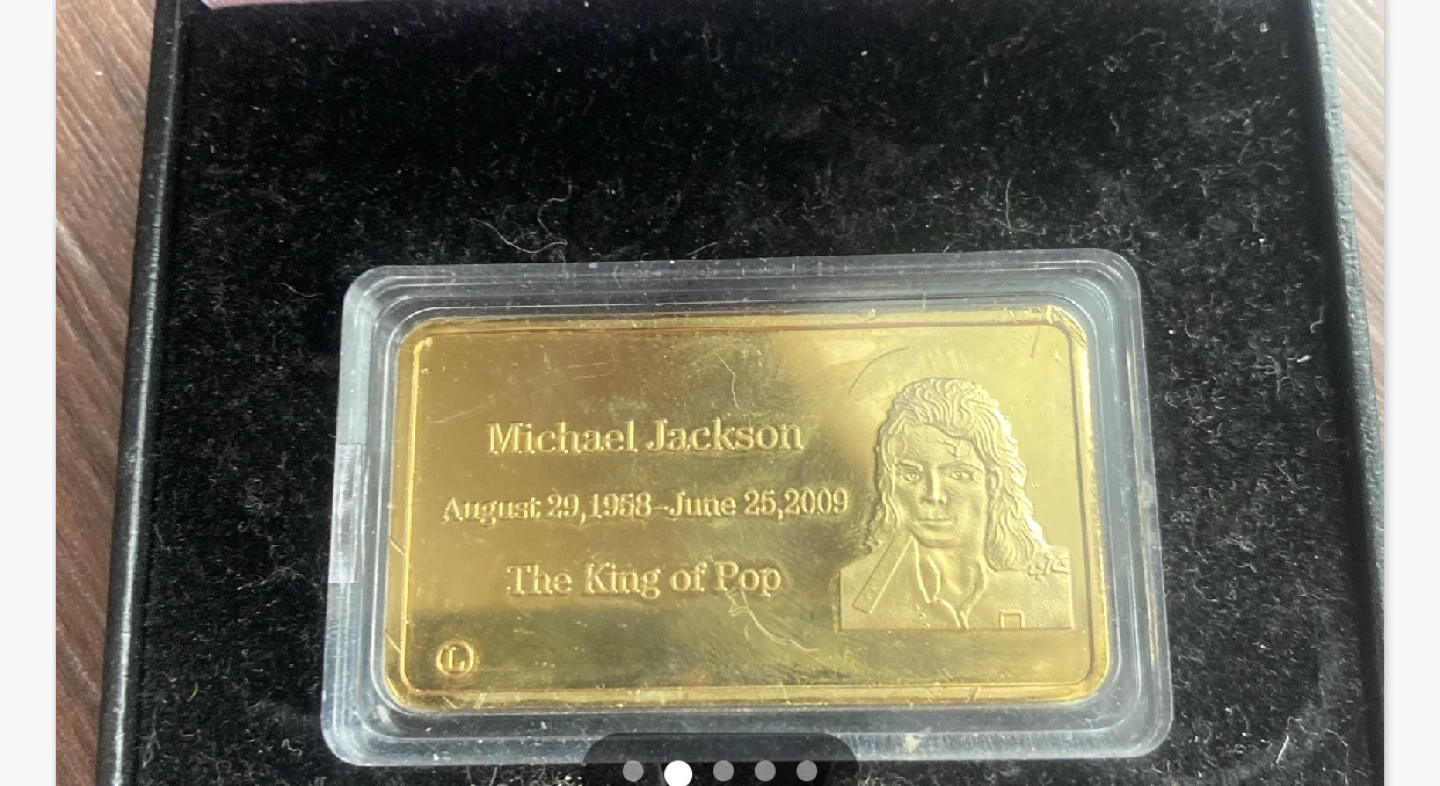 Michael Jackson
August 29,1958-June 25,2009
The King of Pop
L